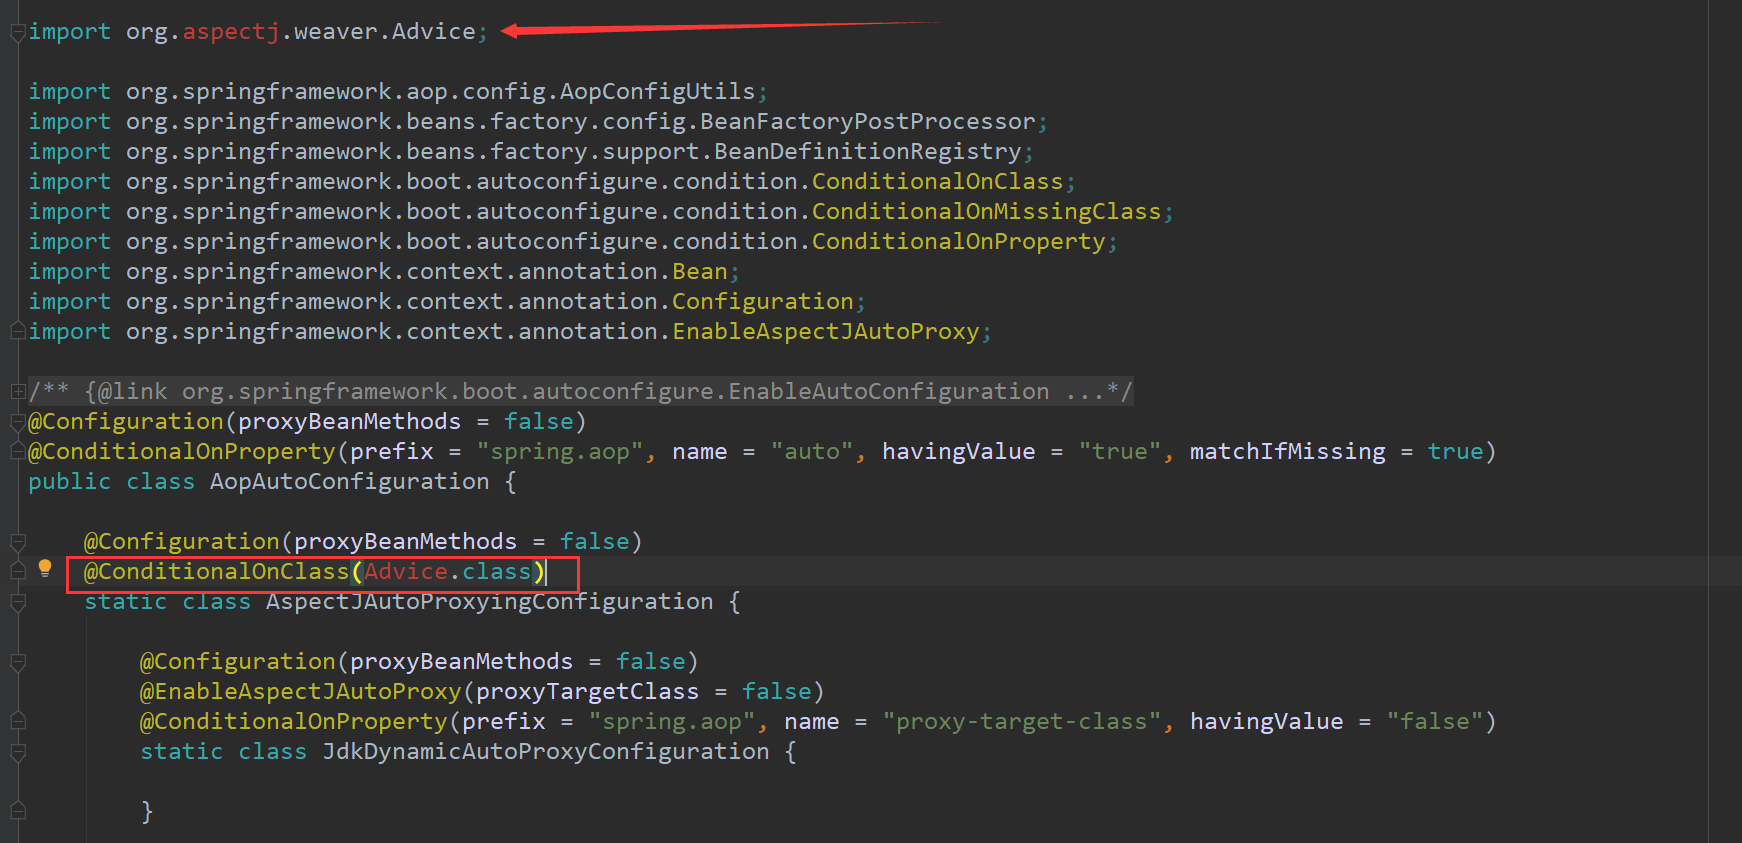 import org.aspectj.weaver.Advice;
import org.springframework.aop.config.AopConfigUtils;
import org.springframework.beans.factory.config.BeanFactoryPostProcessor;
import org.springframework.beans.factory.support.BeanDefinitionRegistry;
import org.springframework.boot.autoconfigure.condition.ConditionalOnClass;
import org.springframework.boot.autoconfigure.condition.ConditionalOnMissingClass;
import org.springframework.boot.autoconfigure.condition.ConditionalOnProperty;
import org.springframework.context.annotation.Bean;
import org.springframework.context.annotation.Configuration;
import org.springframework.context.annotation.EnableAspectJAutoProxy;
/** {@link org.springframework.boot.autoconfigure.EnableAutoConfiguration ...*/
@Configuration(proxyBeanMethods = false)
@ConditionalOnProperty(prefix = "spring.aop", name = "auto", havingValue = "true", matchIfMissing = true)
public class AopAutoConfiguration {
@Configuration(proxyBeanMethods = false)
@ConditionalOnClass(Advice.class)
static class AspectJAutoProxyingConfiguration {
@Configuration(proxyBeanMethods = false)
@EnableAspectJAutoProxy(proxyTargetClass = false)
@ConditionalOnProperty(prefix = "spring.aop", name = "proxy-target-class", havingValue = "false")
static class JdkDynamicAutoProxyConfiguration {
}